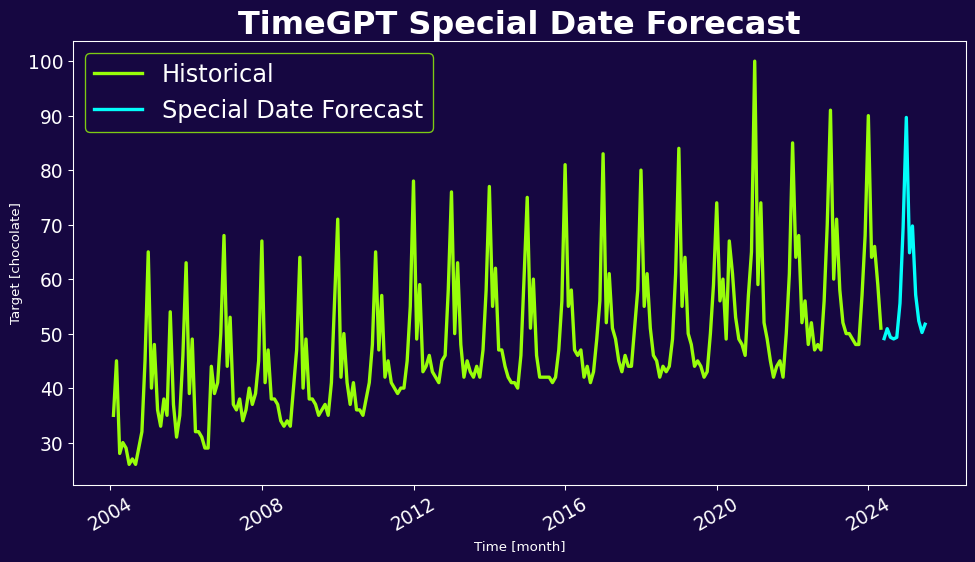 TimeGPT Special Date Forecast
Historical
Special Date Forecast
Target [chocolate]
100
90
80
70
60
50
40
30
2004
2008
2012
2016
2020
2024
Time [month]